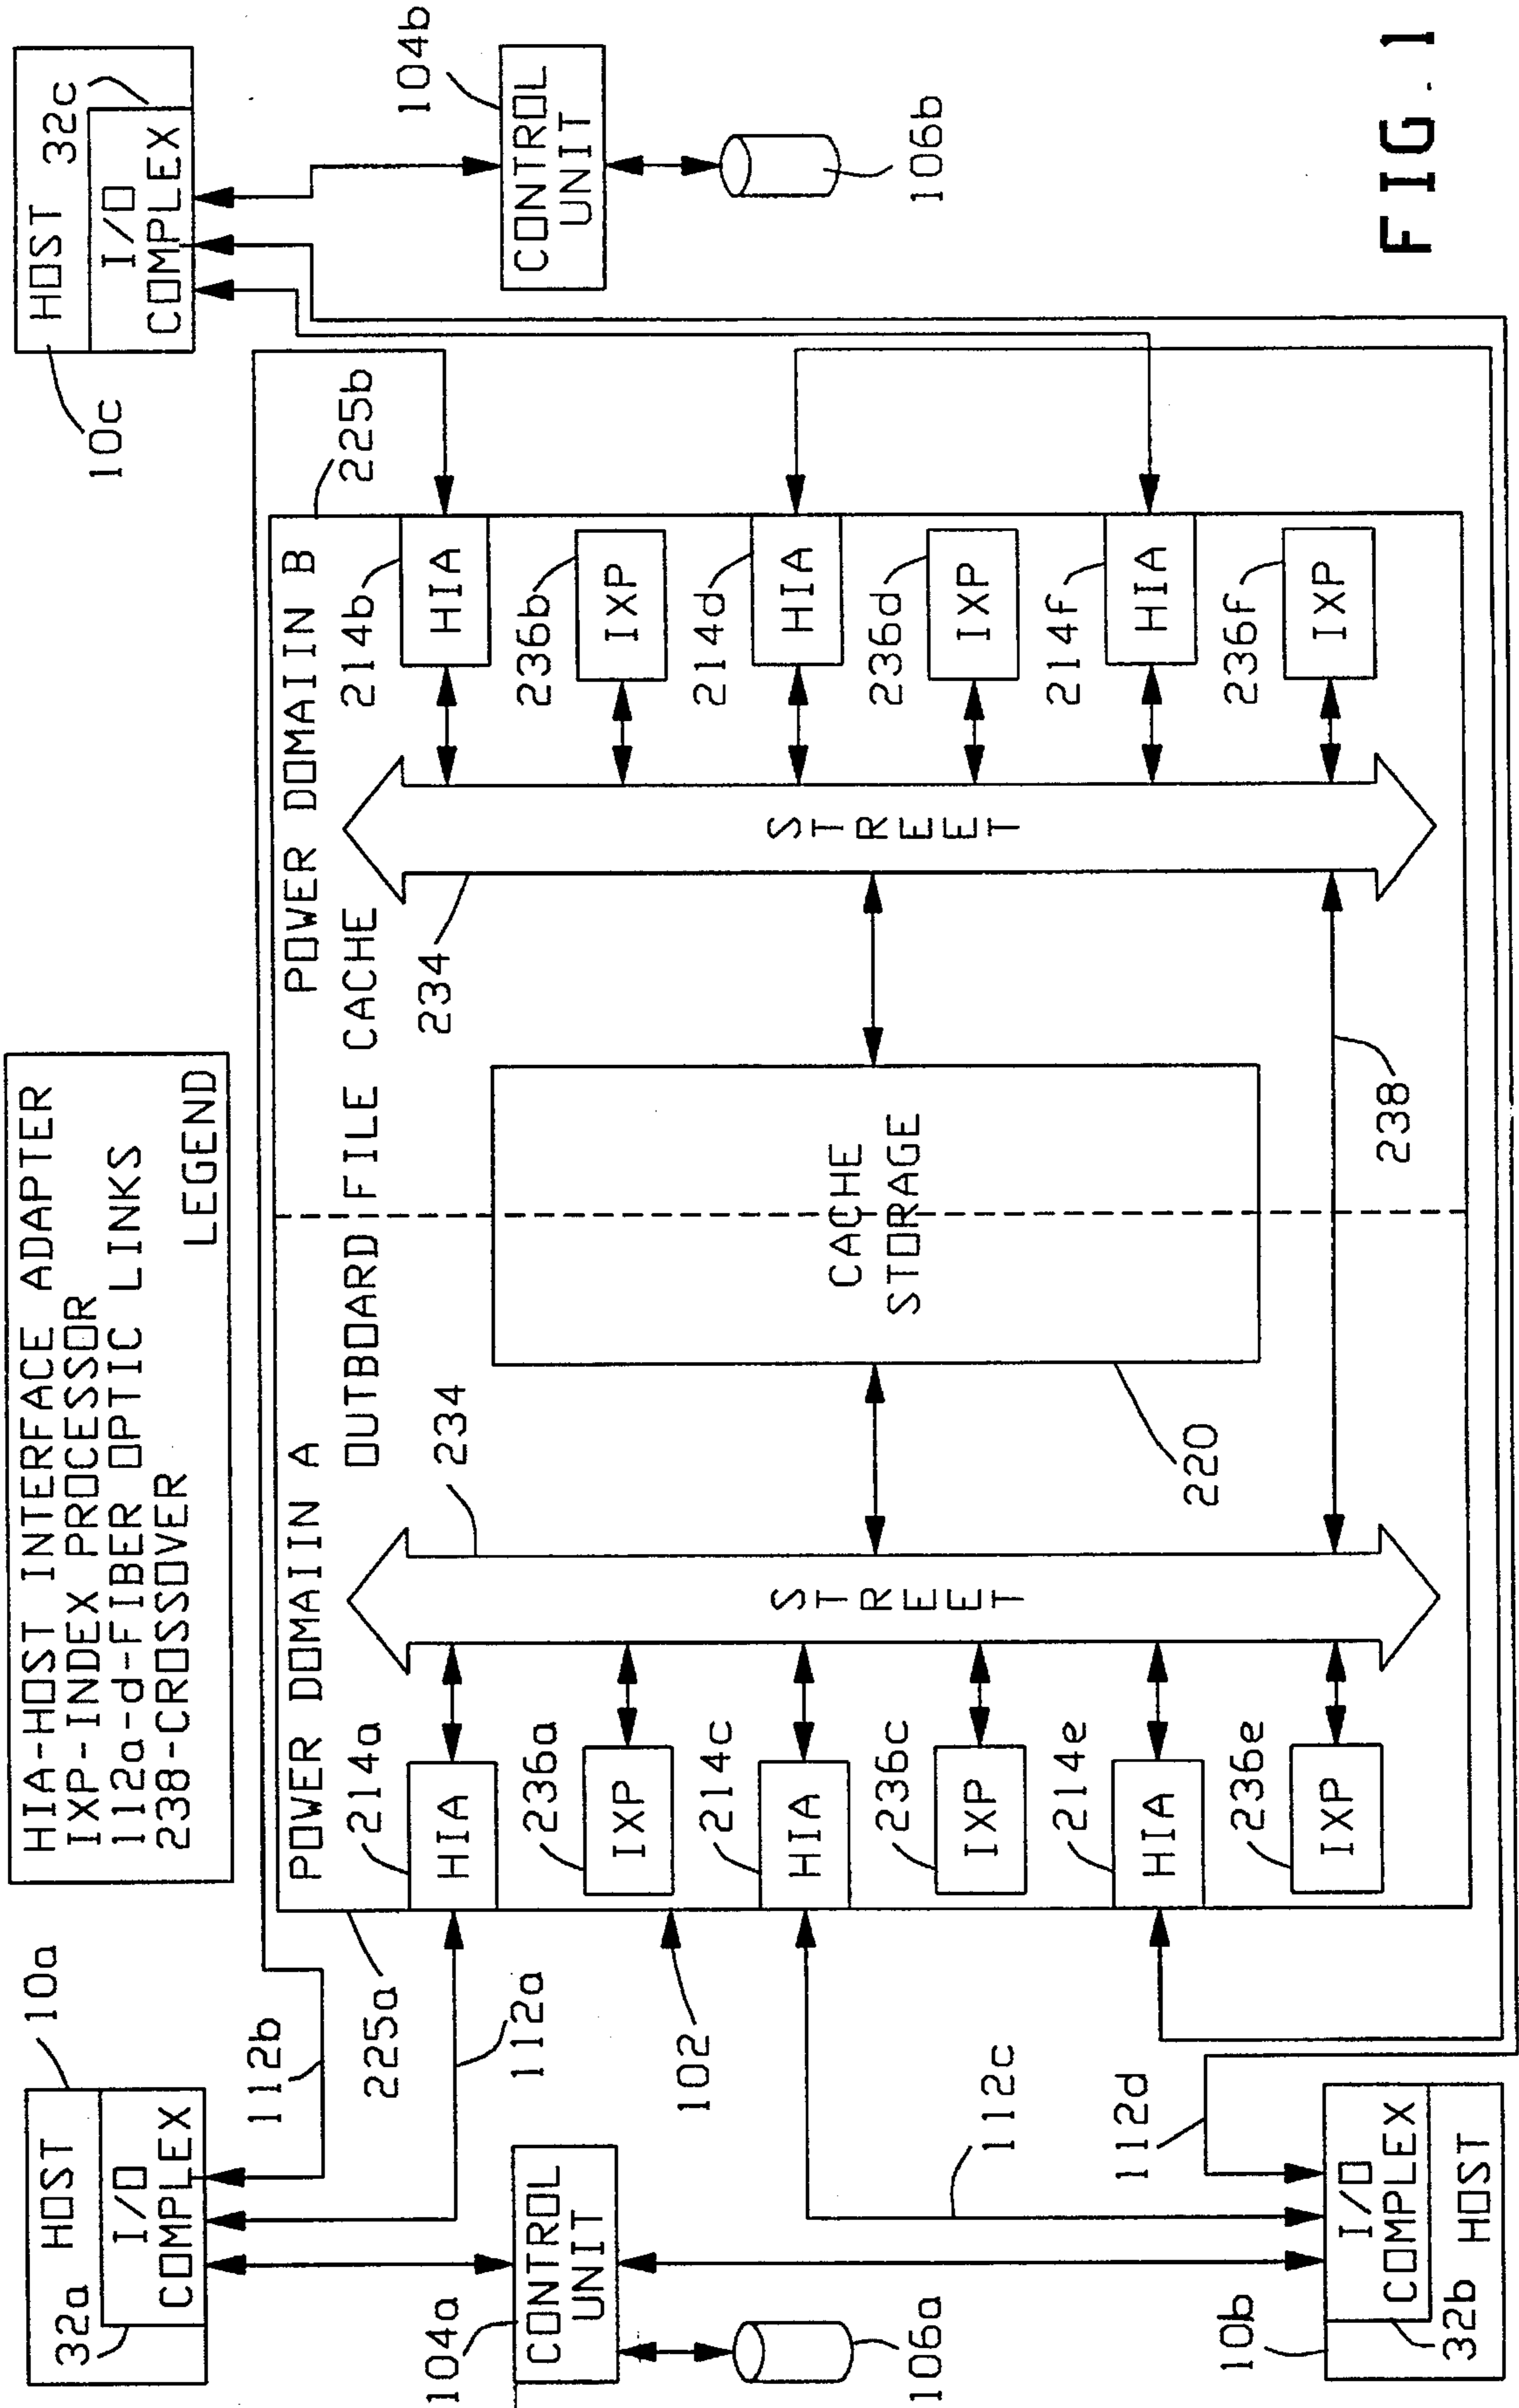 HIA-HOST INTERFACE ADAPTER
IXP-INDEX PROCESSOR
112a-d-FIBER OPTIC LINKS
238-CROSSOVER
LEGEND
10a
HOST
32a
I/O
COMPLEX
112b
225a
112a
104a
CONTROL
UNIT
106a
102
112c
112d
10b
I/O
COMPLEX
32b
HOST
POWER DOMAIN A
POWER DOMAIN B
225b
OUTBOARD FILE CACHE
214a
HIA
236a
IXP
214c
HIA
236c
IXP
214e
HIA
236e
IXP
234
STREET
CACHE
STORAGE
220
238
234
STREET
214b
HIA
236b
IXP
214d
HIA
236d
IXP
214f
HIA
236f
IXP
10c
HOST
32c
I/O
COMPLEX
104b
CONTROL
UNIT
106b
FIG. 1